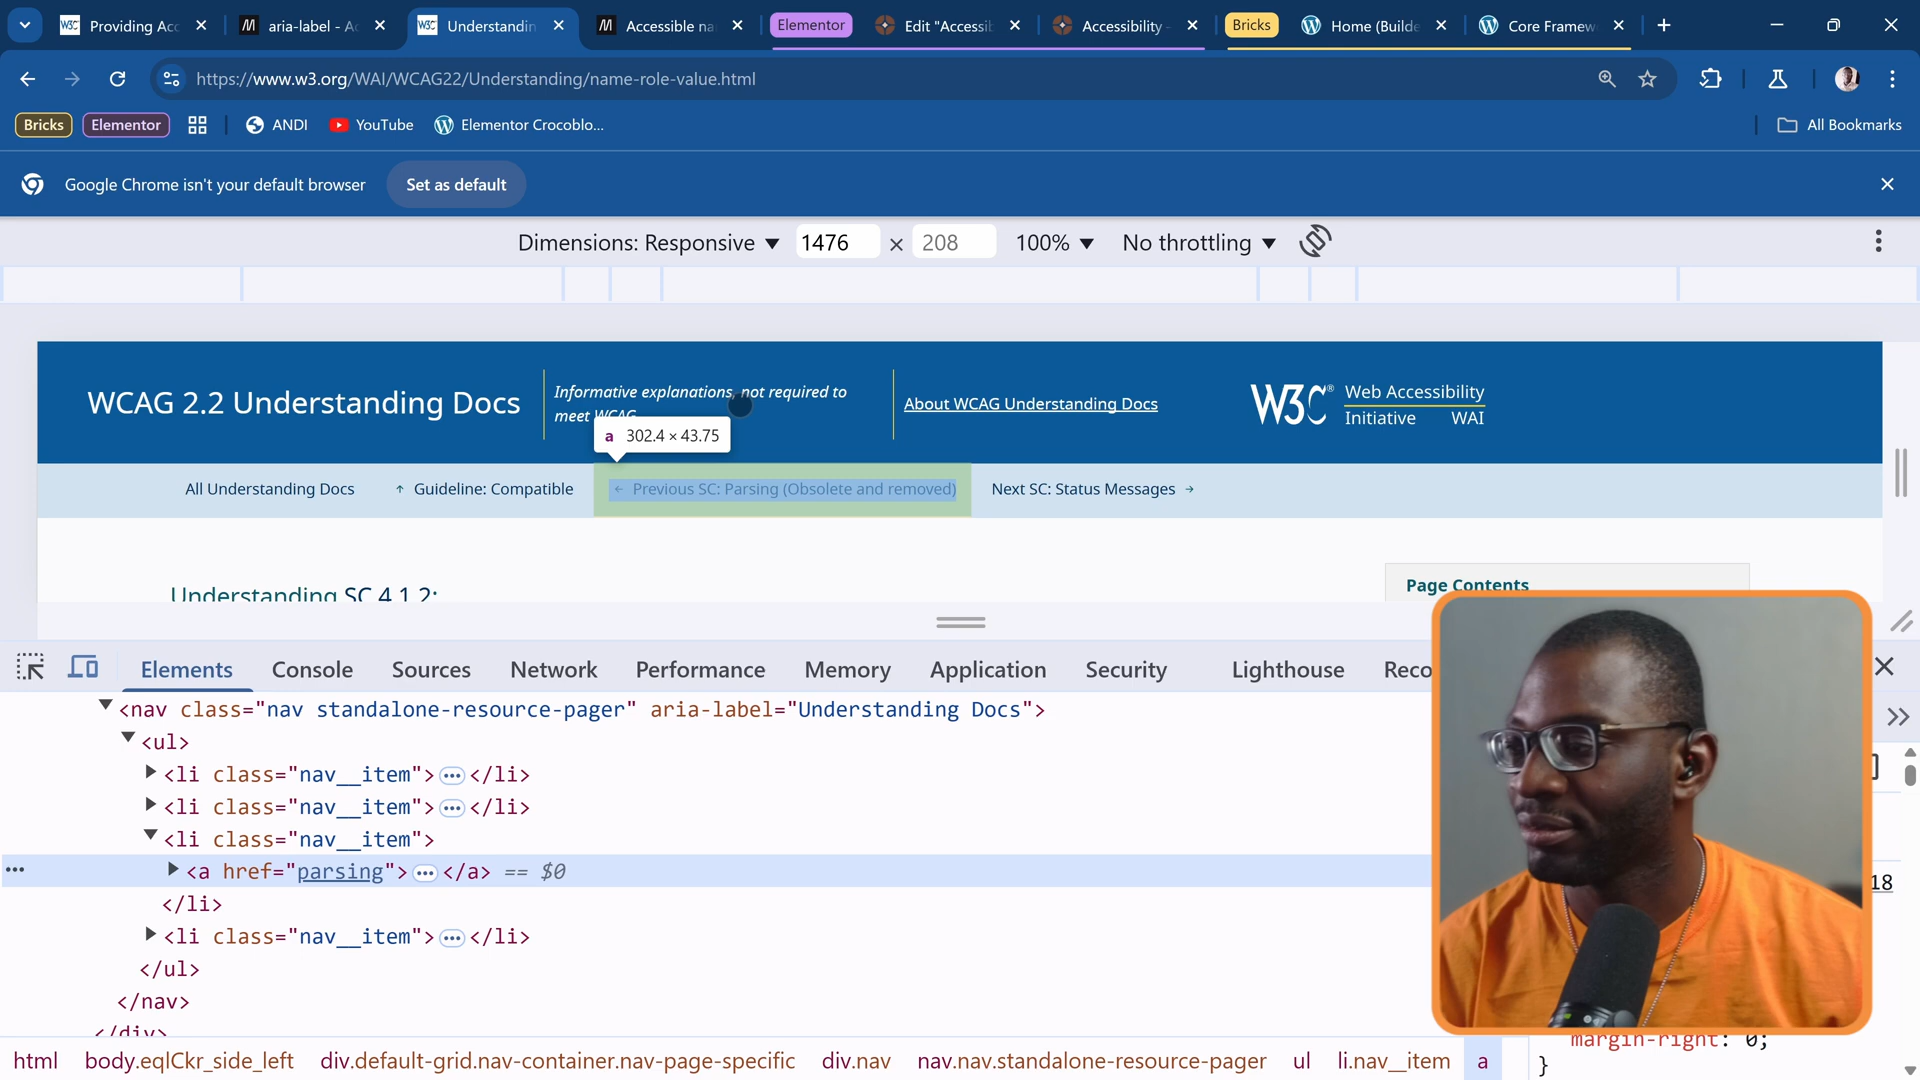 Providing Acc
aria-label - Ac
Understandin
Accessible na
Elementor
Edit "Accessib
Accessibility -
Bricks
Home (Builde
Core Framew
https://www.w3.org/WAI/WCAG22/Understanding/name-role-value.html
Bricks
Elementor
ANDI
YouTube
Elementor Crocoblo...
All Bookmarks
Google Chrome isn't your default browser
Set as default
Dimensions: Responsive
1476
×
208
100%
No throttling
WCAG 2.2 Understanding Docs
Informative explanations, not required to
meet WCAG
About WCAG Understanding Docs
W3C® Web Accessibility
Initiative WAI
a 302.4 × 43.75
All Understanding Docs
↑ Guideline: Compatible
← Previous SC: Parsing (Obsolete and removed)
Next SC: Status Messages →
Understanding SC 4.1.2:
Page Contents
Elements
Console
Sources
Network
Performance
Memory
Application
Security
Lighthouse
Reco
<nav class="nav standalone-resource-pager" aria-label="Understanding Docs">
<ul>
<li class="nav__item">…</li>
<li class="nav__item">…</li>
<li class="nav__item">
<a href="parsing">…</a> == $0
</li>
<li class="nav__item">…</li>
</ul>
</nav>
</div>
18
margin-right: 0;
}
html body.eqlCkr_side_left div.default-grid.nav-container.nav-page-specific div.nav nav.nav.standalone-resource-pager ul li.nav__item a